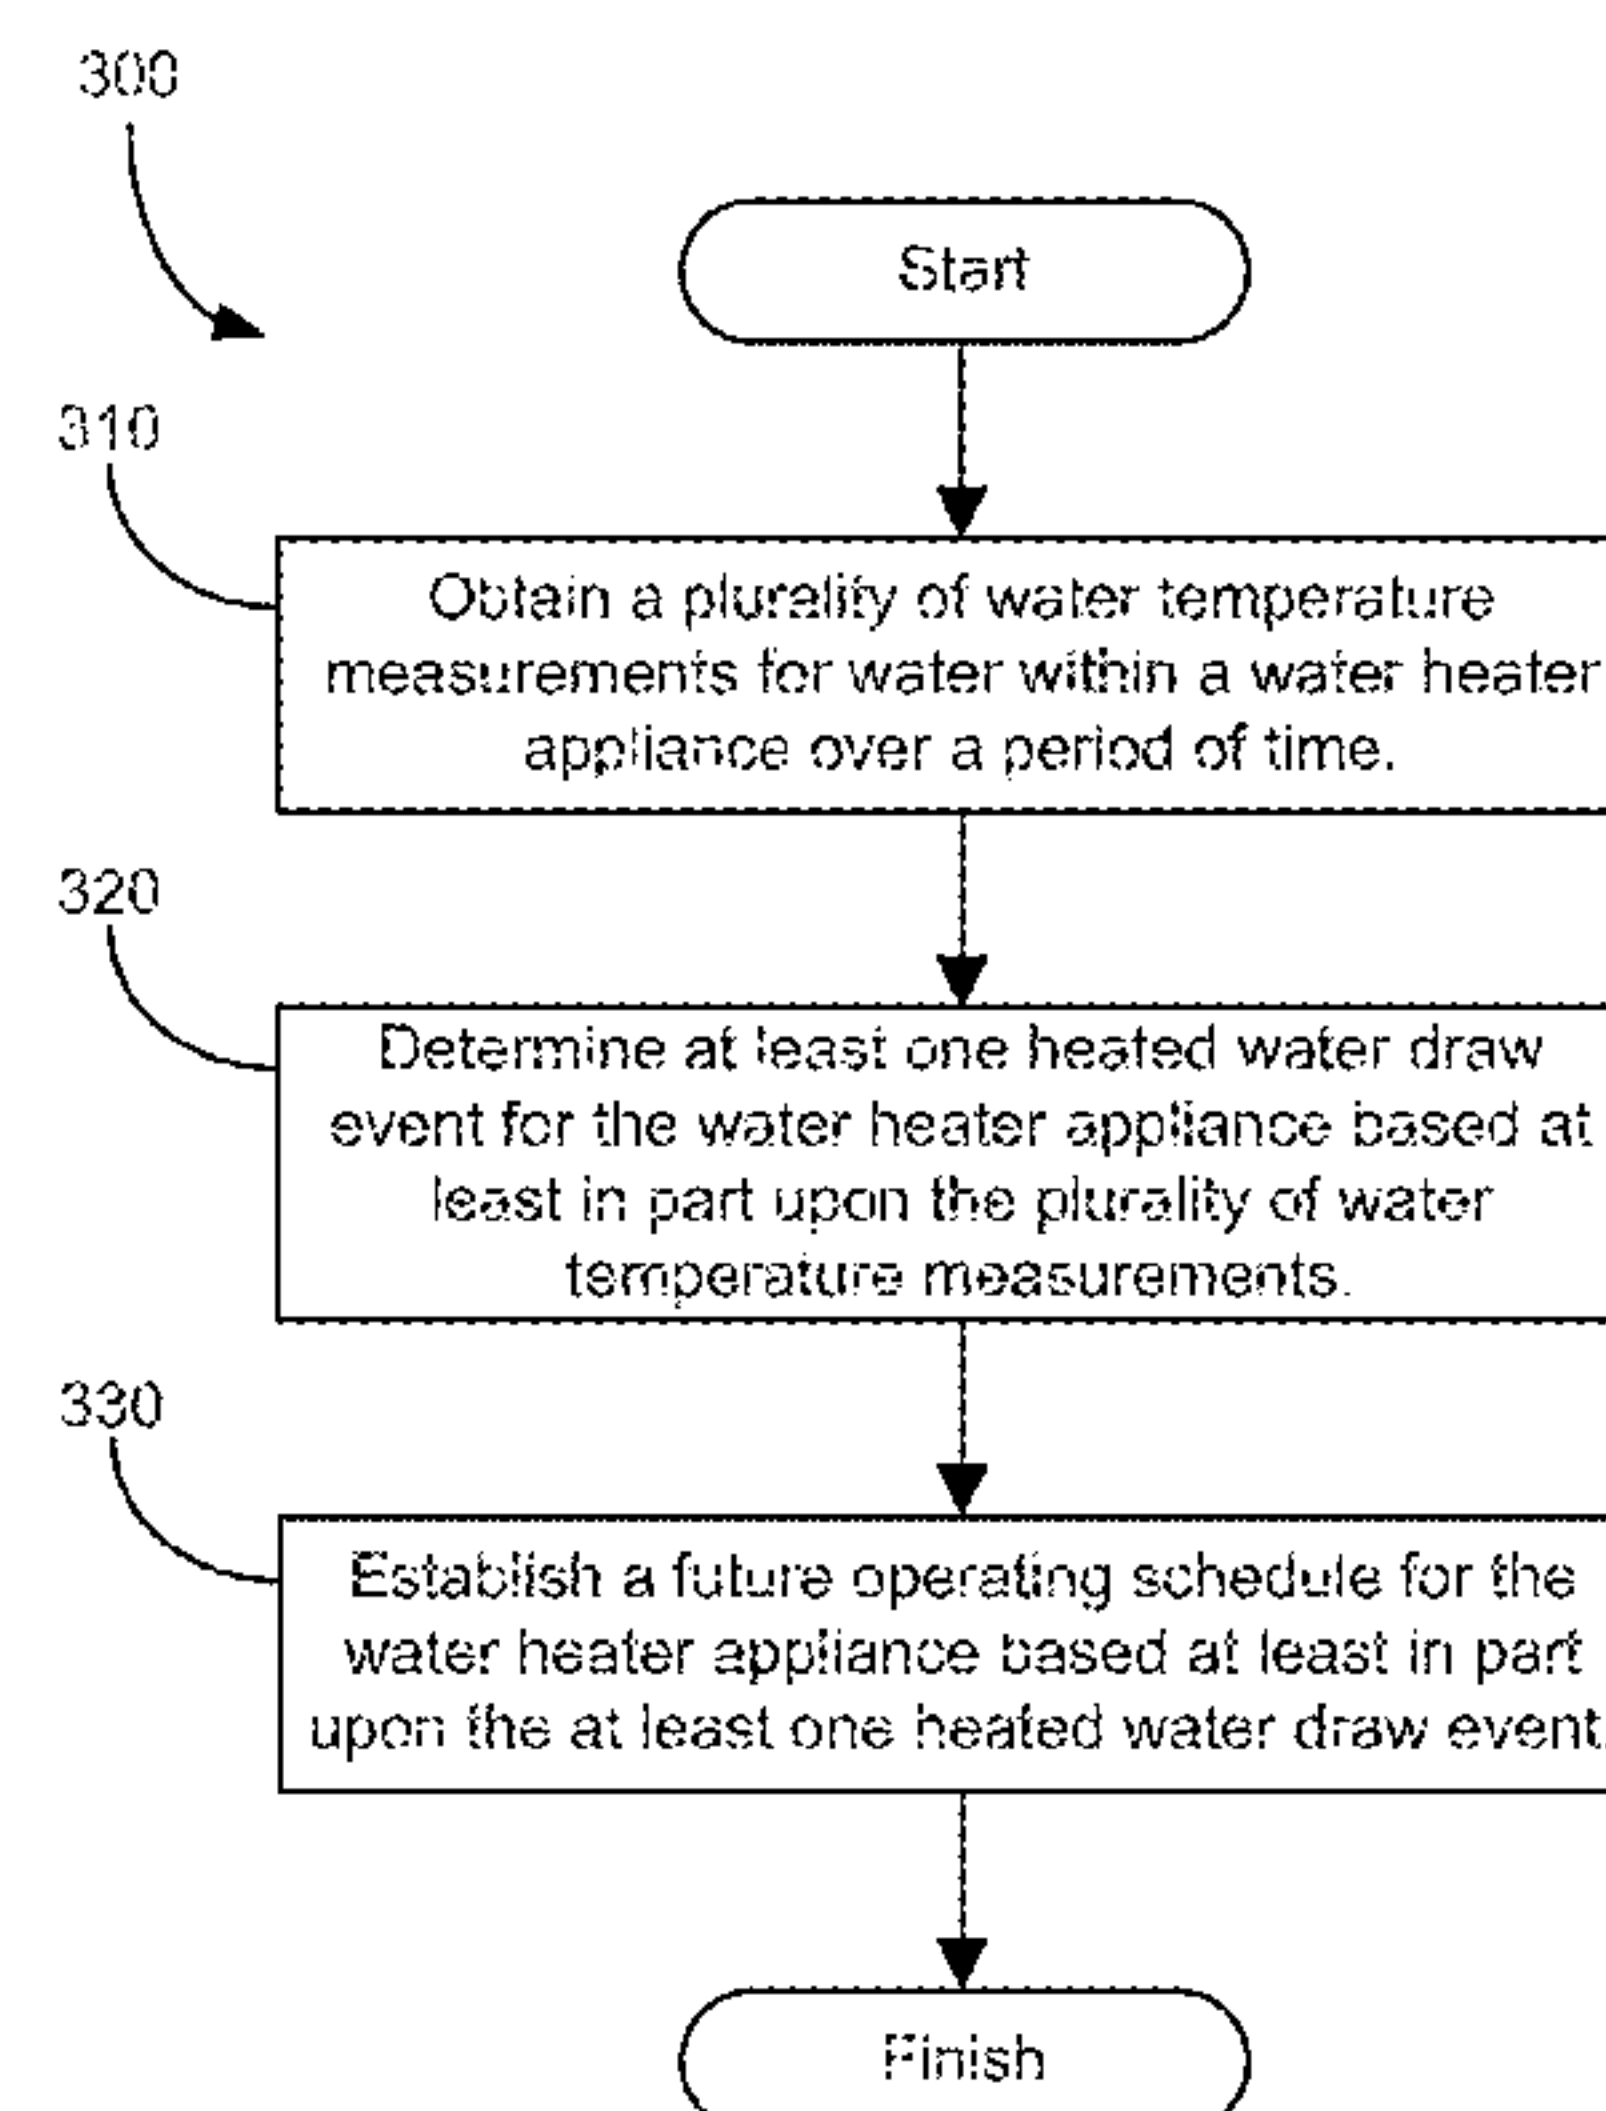 300
Start
310
Obtain a plurality of water temperature
measurements for water within a water heater
appliance over a period of time.
320
Determine at least one heated water draw
event for the water heater appliance based at
least in part upon the plurality of water
temperature measurements.
330
Establish a future operating schedule for the
water heater appliance based at least in part
upon the at least one heated water draw event.
Finish